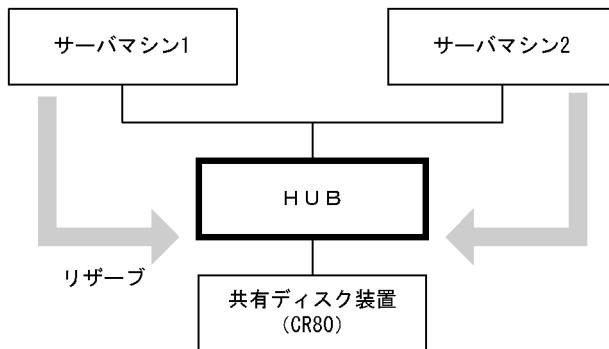 サーバマシン1
サーバマシン2
ＨＵＢ
リザーブ
共有ディスク装置
(CR80)